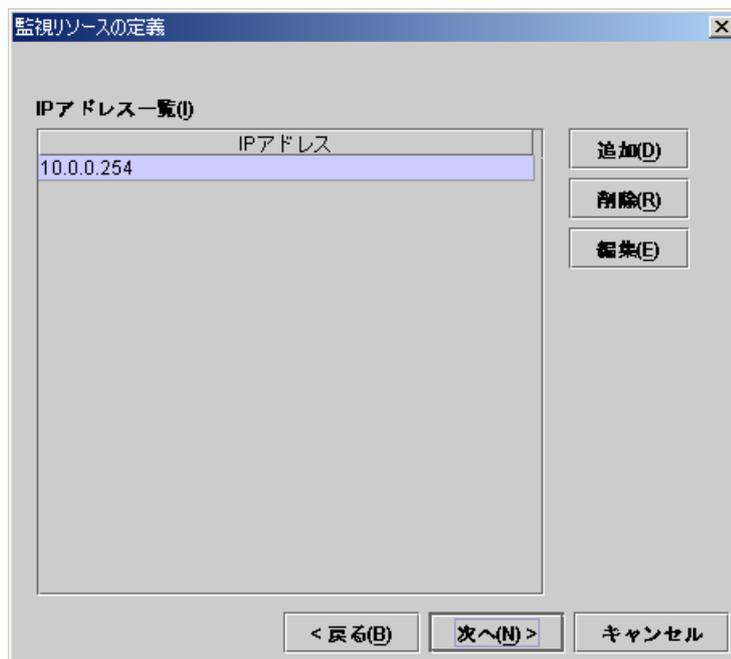 監視リソースの定義
IPアドレス一覧(I)
IPアドレス
10.0.0.254
追加(D)
削除(R)
編集(E)
< 戻る(B)
次へ(N) >
キャンセル